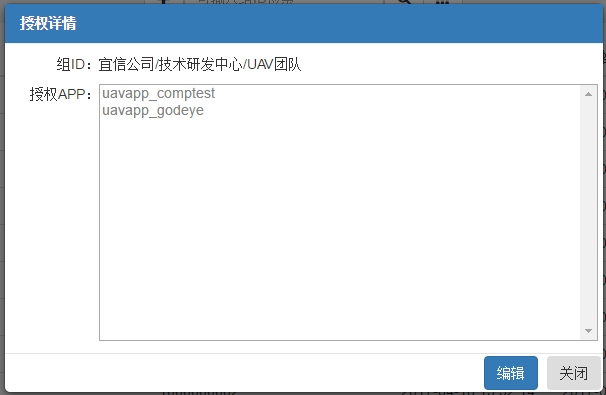 授权详情
组ID：宜信公司/技术研发中心/UAV团队
授权APP：
uavapp_comptest
uavapp_godeye
编辑 关闭